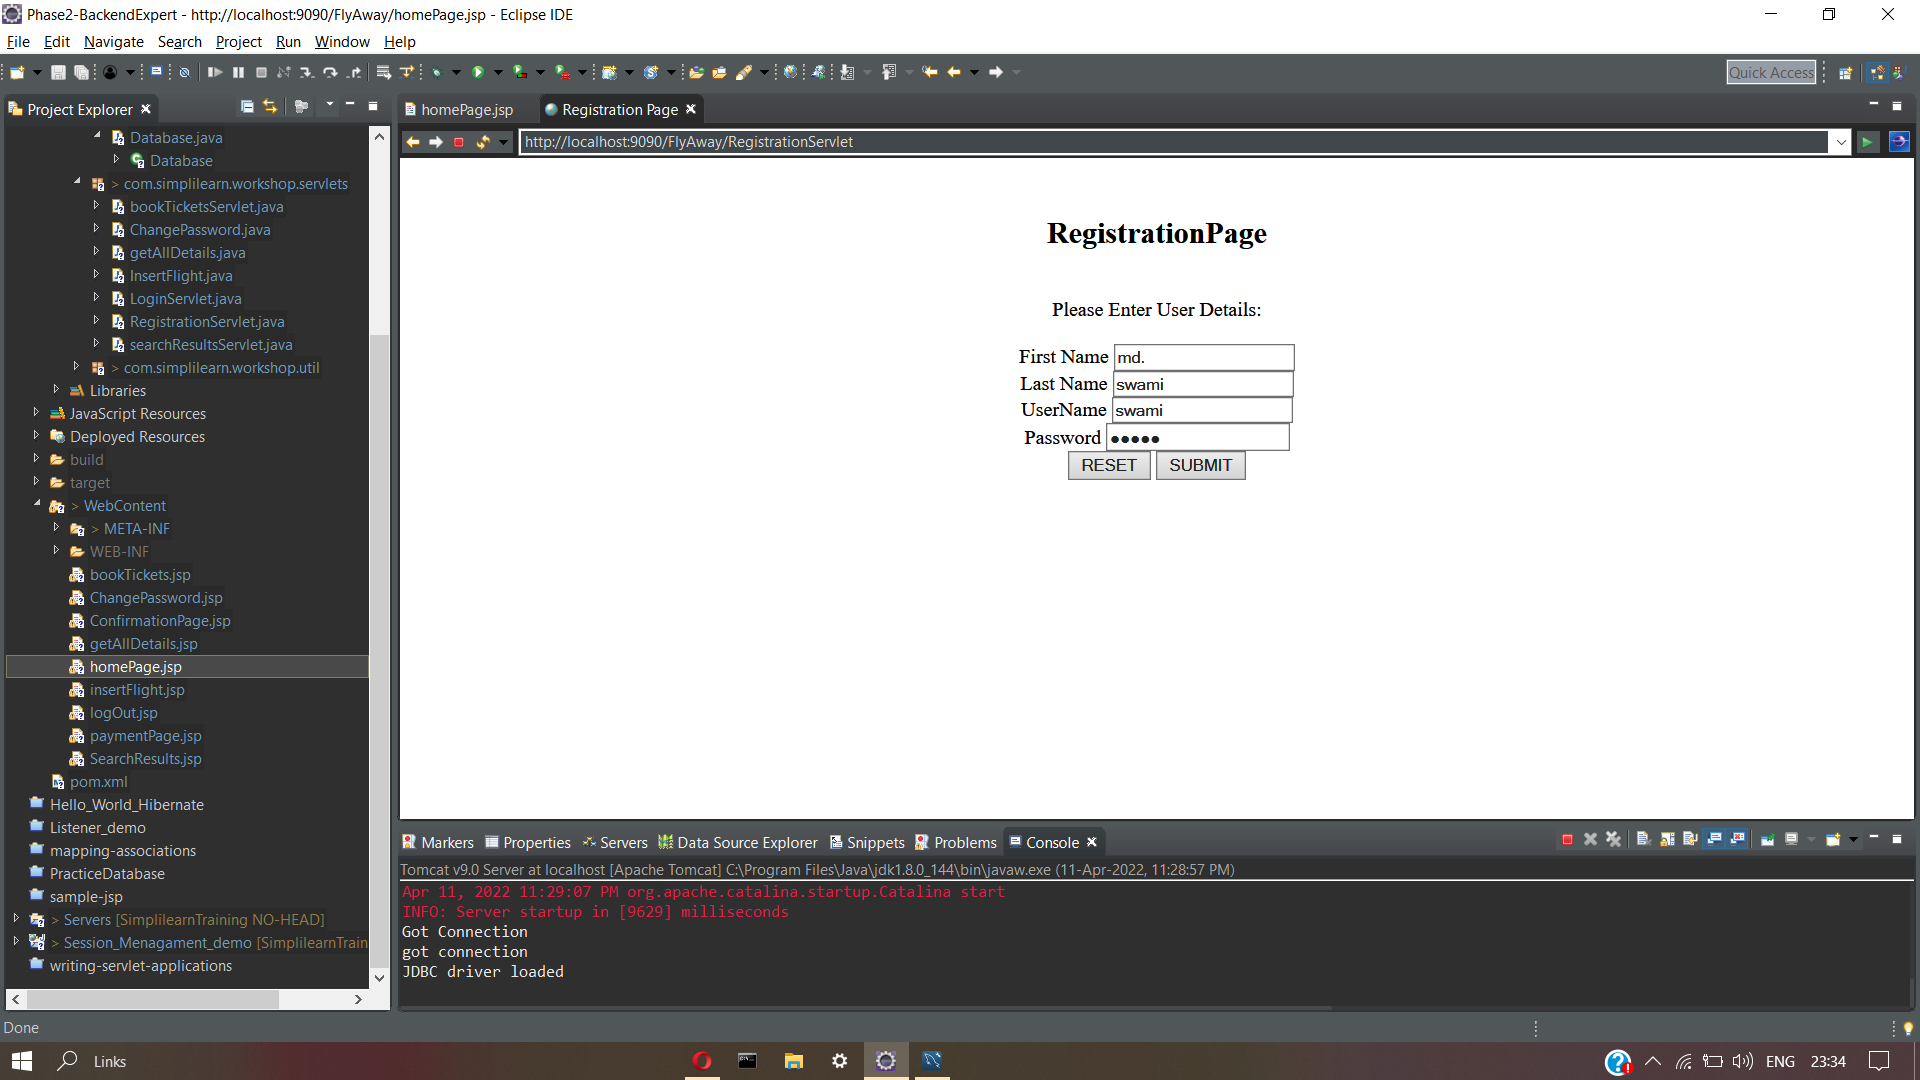 Phase2-BackendExpert - http://localhost:9090/FlyAway/homePage.jsp - Eclipse IDE
File Edit Navigate Search Project Run Window Help
Quick Access
Project Explorer
Database.java
Database
> com.simplilearn.workshop.servlets
bookTicketsServlet.java
ChangePassword.java
getAllDetails.java
InsertFlight.java
LoginServlet.java
RegistrationServlet.java
searchResultsServlet.java
> com.simplilearn.workshop.util
Libraries
JavaScript Resources
Deployed Resources
build
target
> WebContent
> META-INF
WEB-INF
bookTickets.jsp
ChangePassword.jsp
ConfirmationPage.jsp
getAllDetails.jsp
homePage.jsp
insertFlight.jsp
logOut.jsp
paymentPage.jsp
SearchResults.jsp
pom.xml
Hello_World_Hibernate
Listener_demo
mapping-associations
PracticeDatabase
sample-jsp
> Servers [SimplilearnTraining NO-HEAD]
> Session_Menagament_demo [SimplilearnTrain
writing-servlet-applications
homePage.jsp Registration Page
http://localhost:9090/FlyAway/RegistrationServlet
RegistrationPage
Please Enter User Details:
First Name md.
Last Name swami
UserName swami
Password •••••
RESET SUBMIT
Markers Properties Servers Data Source Explorer Snippets Problems Console
Tomcat v9.0 Server at localhost [Apache Tomcat] C:\Program Files\Java\jdk1.8.0_144\bin\javaw.exe (11-Apr-2022, 11:28:57 PM)
Apr 11, 2022 11:29:07 PM org.apache.catalina.startup.Catalina start
INFO: Server startup in [9629] milliseconds
Got Connection
got connection
JDBC driver loaded
Done
Links
ENG 23:34